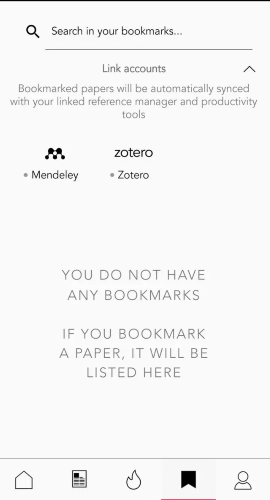 Search in your bookmarks...
Link accounts
Bookmarked papers will be automatically synced
with your linked reference manager and productivity
tools
zotero
Mendeley
Zotero
YOU DO NOT HAVE
ANY BOOKMARKS
IF YOU BOOKMARK
A PAPER, IT WILL BE
LISTED HERE